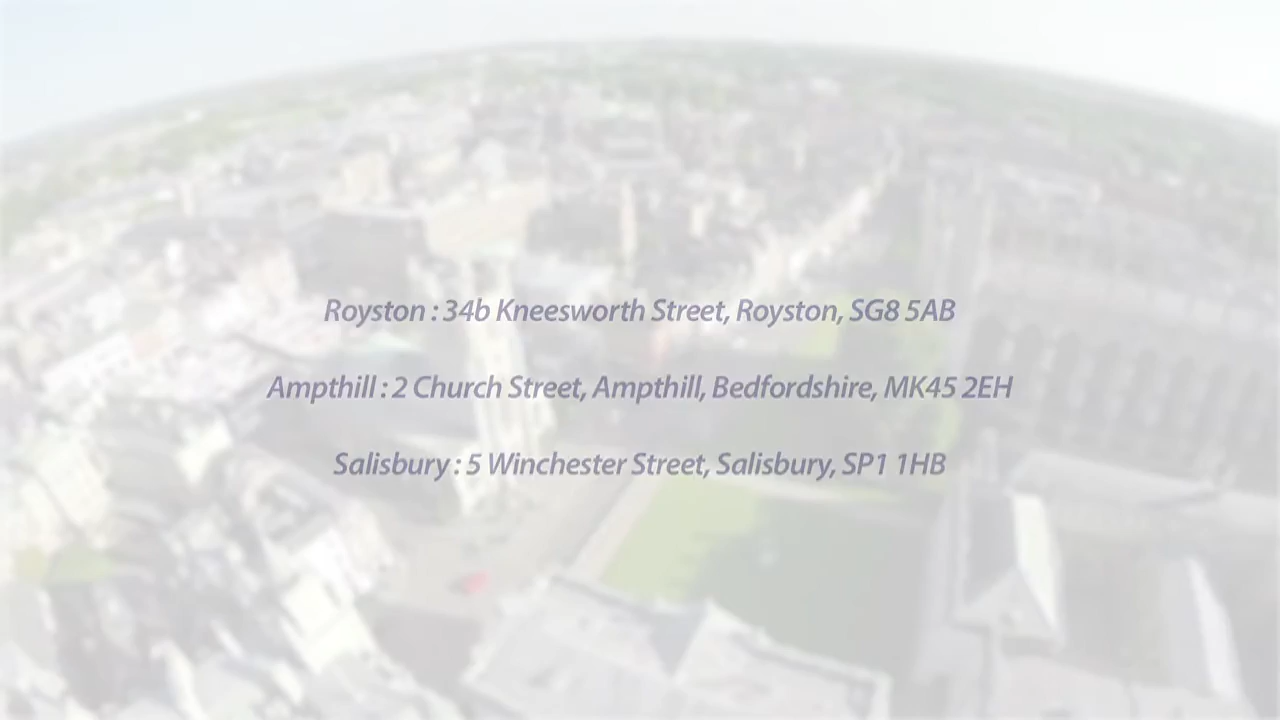 Royston : 34b Kneesworth Street, Royston, SG8 5AB
Ampthill : 2 Church Street, Ampthill, Bedfordshire, MK45 2EH
Salisbury : 5 Winchester Street, Salisbury, SP1 1HB